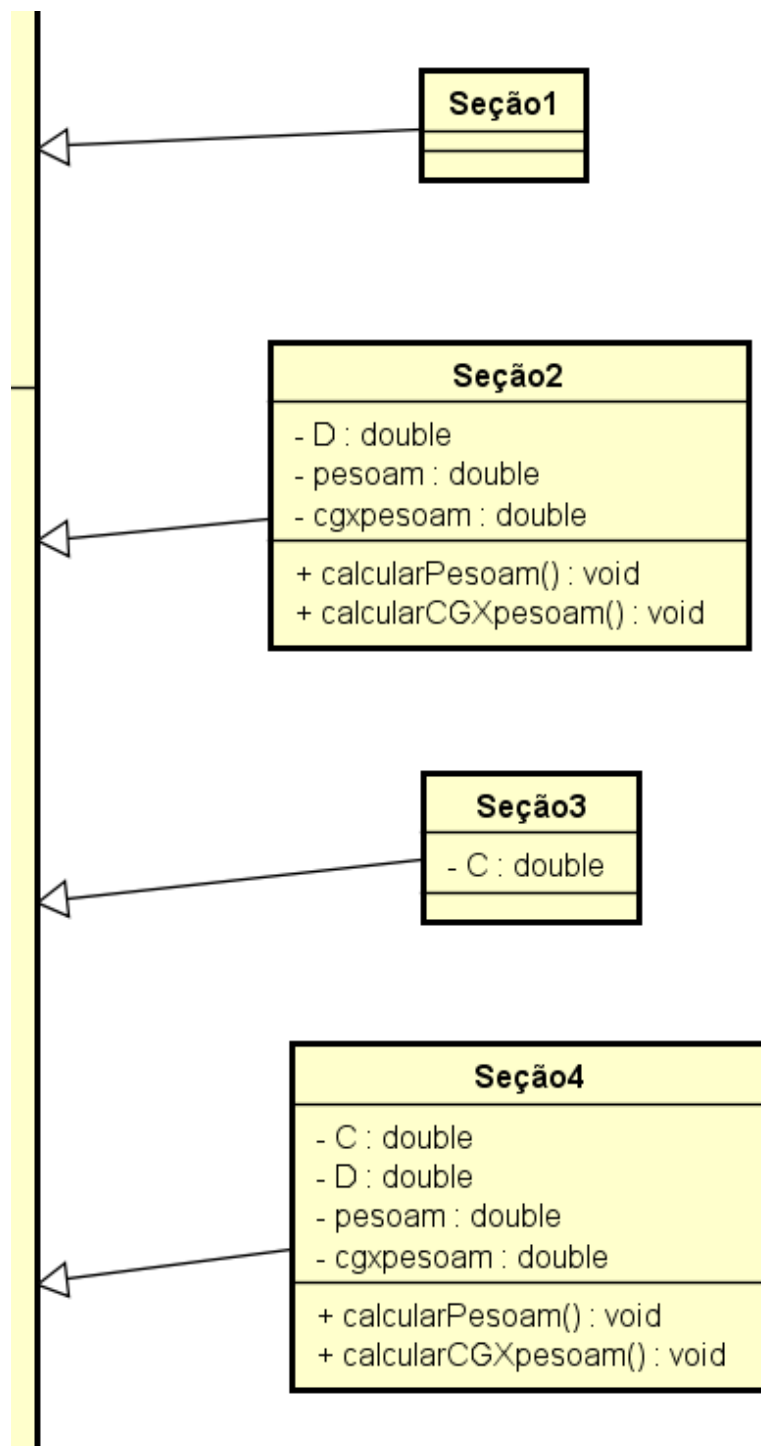 Seção1
Seção2
- D : double
- pesoam : double
- cgxpesoam : double
+ calcularPesoam() : void
+ calcularCGXpesoam() : void
Seção3
- C : double
Seção4
- C : double
- D : double
- pesoam : double
- cgxpesoam : double
+ calcularPesoam() : void
+ calcularCGXpesoam() : void